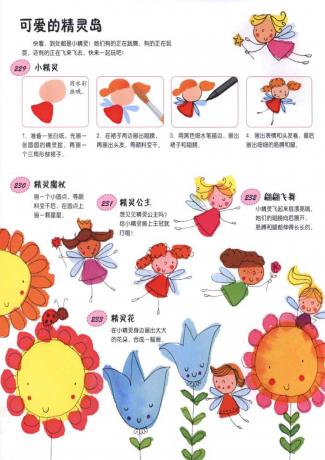 可爱的精灵岛
快看，到处都是小精灵！她们有的正在跳舞，有的正在玩
耍，还有的正在飞来飞去，快来一起玩吧！
229 小精灵
用水彩
画哦。
1. 准备一张白纸，先画一
张圆圆的精灵脸，再画一
个三角形做裙子。
2. 在裙子两边画出翅膀，
再画出头发，等颜料变干。
3. 用黑色细水笔描边，画出
裙子和翅膀。
4. 画出表情和头发卷，最后
画出细细的胳膊和腿。
230 精灵魔杖
画一个小圆点，等颜
料变干后，在圆点上
画一颗星星。
231 精灵公主
想见见精灵公主吗？
给小精灵画上王冠就
行啦！
232 翩翩飞舞
小精灵飞起来很漂亮哦，
她们的翅膀向后展开，
胳膊和腿都伸得长长的。
233 精灵花
在小精灵身边画出大大
的花朵，合成一幅画。